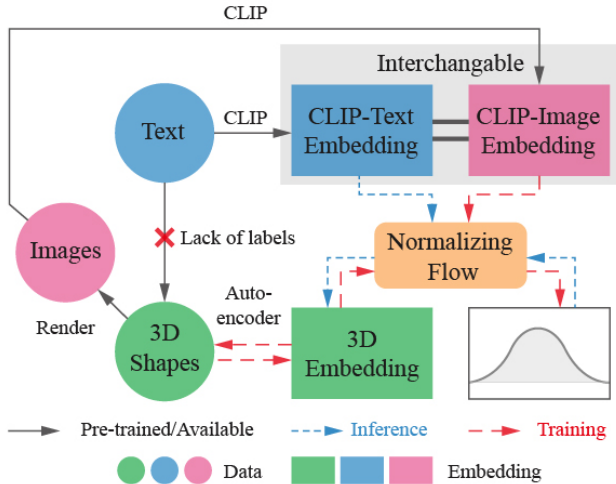 CLIP
Interchangable
Text
CLIP
CLIP-Text
Embedding
CLIP-Image
Embedding
Lack of labels
Images
Normalizing
Flow
Render
Auto-
encoder
3D
Shapes
3D
Embedding
Pre-trained/Available
Inference
Training
Data
Embedding